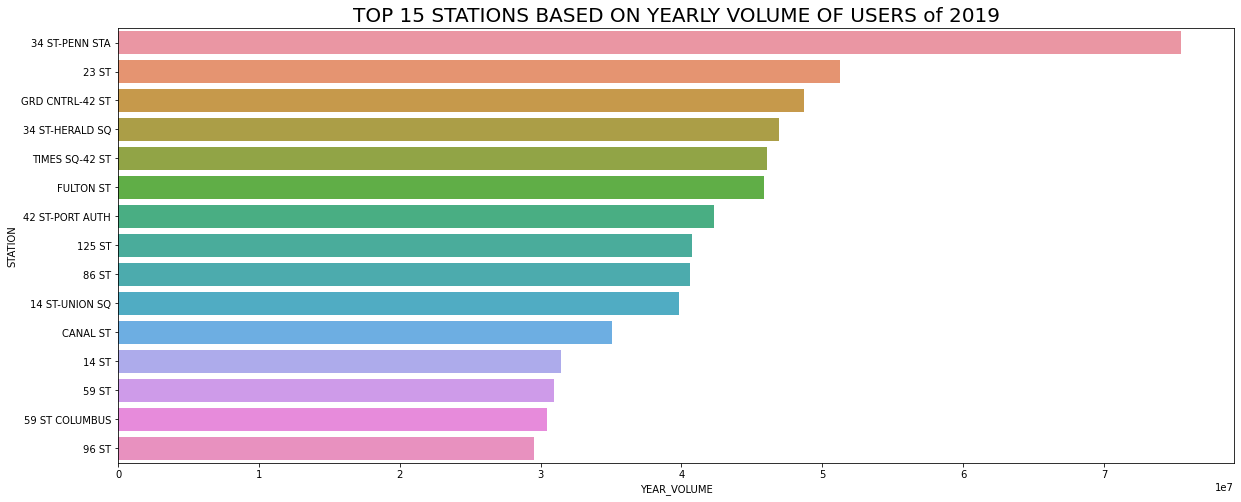 TOP 15 STATIONS BASED ON YEARLY VOLUME OF USERS of 2019
34 ST-PENN STA
23 ST
GRD CNTRL-42 ST
34 ST-HERALD SQ
TIMES SQ-42 ST
FULTON ST
42 ST-PORT AUTH
125 ST
86 ST
14 ST-UNION SQ
CANAL ST
14 ST
59 ST
59 ST COLUMBUS
96 ST
STATION
0 1 2 3 4 5 6 7
YEAR_VOLUME
1e7